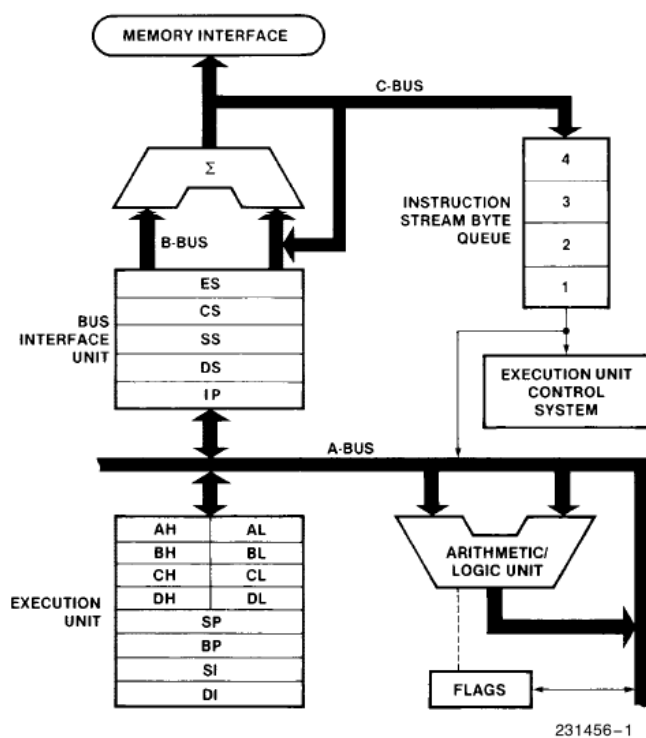 MEMORY INTERFACE
C-BUS
Σ
B-BUS
4
3
2
1
INSTRUCTION
STREAM BYTE
QUEUE
ES
CS
SS
DS
IP
BUS
INTERFACE
UNIT
EXECUTION UNIT
CONTROL
SYSTEM
A-BUS
AH AL
BH BL
CH CL
DH DL
SP
BP
SI
DI
EXECUTION
UNIT
ARITHMETIC/
LOGIC UNIT
FLAGS
231456–1